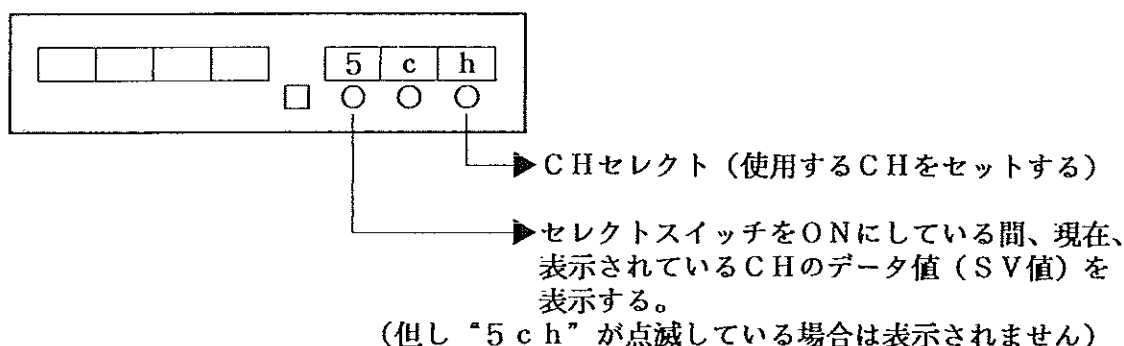 5ch
CHセレクト（使用するCHをセットする）
セレクトスイッチをONにしている間、現在、
表示されているCHのデータ値（SV値）を
表示する。
（但し“5ch”が点滅している場合は表示されません）